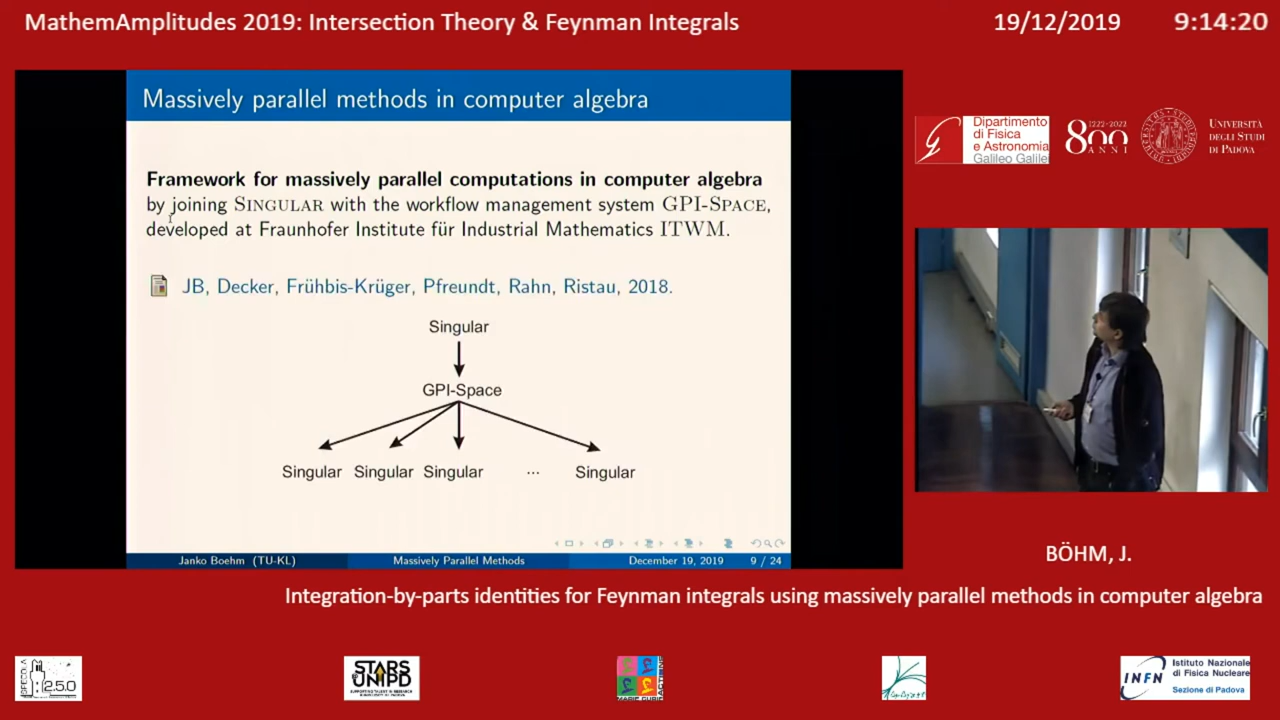 MathemAmplitudes 2019: Intersection Theory & Feynman Integrals
19/12/2019
9:14:20
Massively parallel methods in computer algebra
Framework for massively parallel computations in computer algebra
by joining SINGULAR with the workflow management system GPI-SPACE,
developed at Fraunhofer Institute für Industrial Mathematics ITWM.
JB, Decker, Frühbis-Krüger, Pfreundt, Rahn, Ristau, 2018.
Singular
GPI-Space
Singular Singular Singular ... Singular
Janko Boehm (TU-KL)
Massively Parallel Methods
December 19, 2019
9 / 24
Dipartimento
di Fisica
e Astronomia
Galileo Galile
1222-2022
800
ANNI
UNIVERSITÀ
DEGLI STUDI
DI PADOVA
BÖHM, J.
Integration-by-parts identities for Feynman integrals using massively parallel methods in computer algebra
2.5.0
STARS
UNIPD
INFN
Istituto Nazionale
di Fisica Nucleare
Sezione di Padova